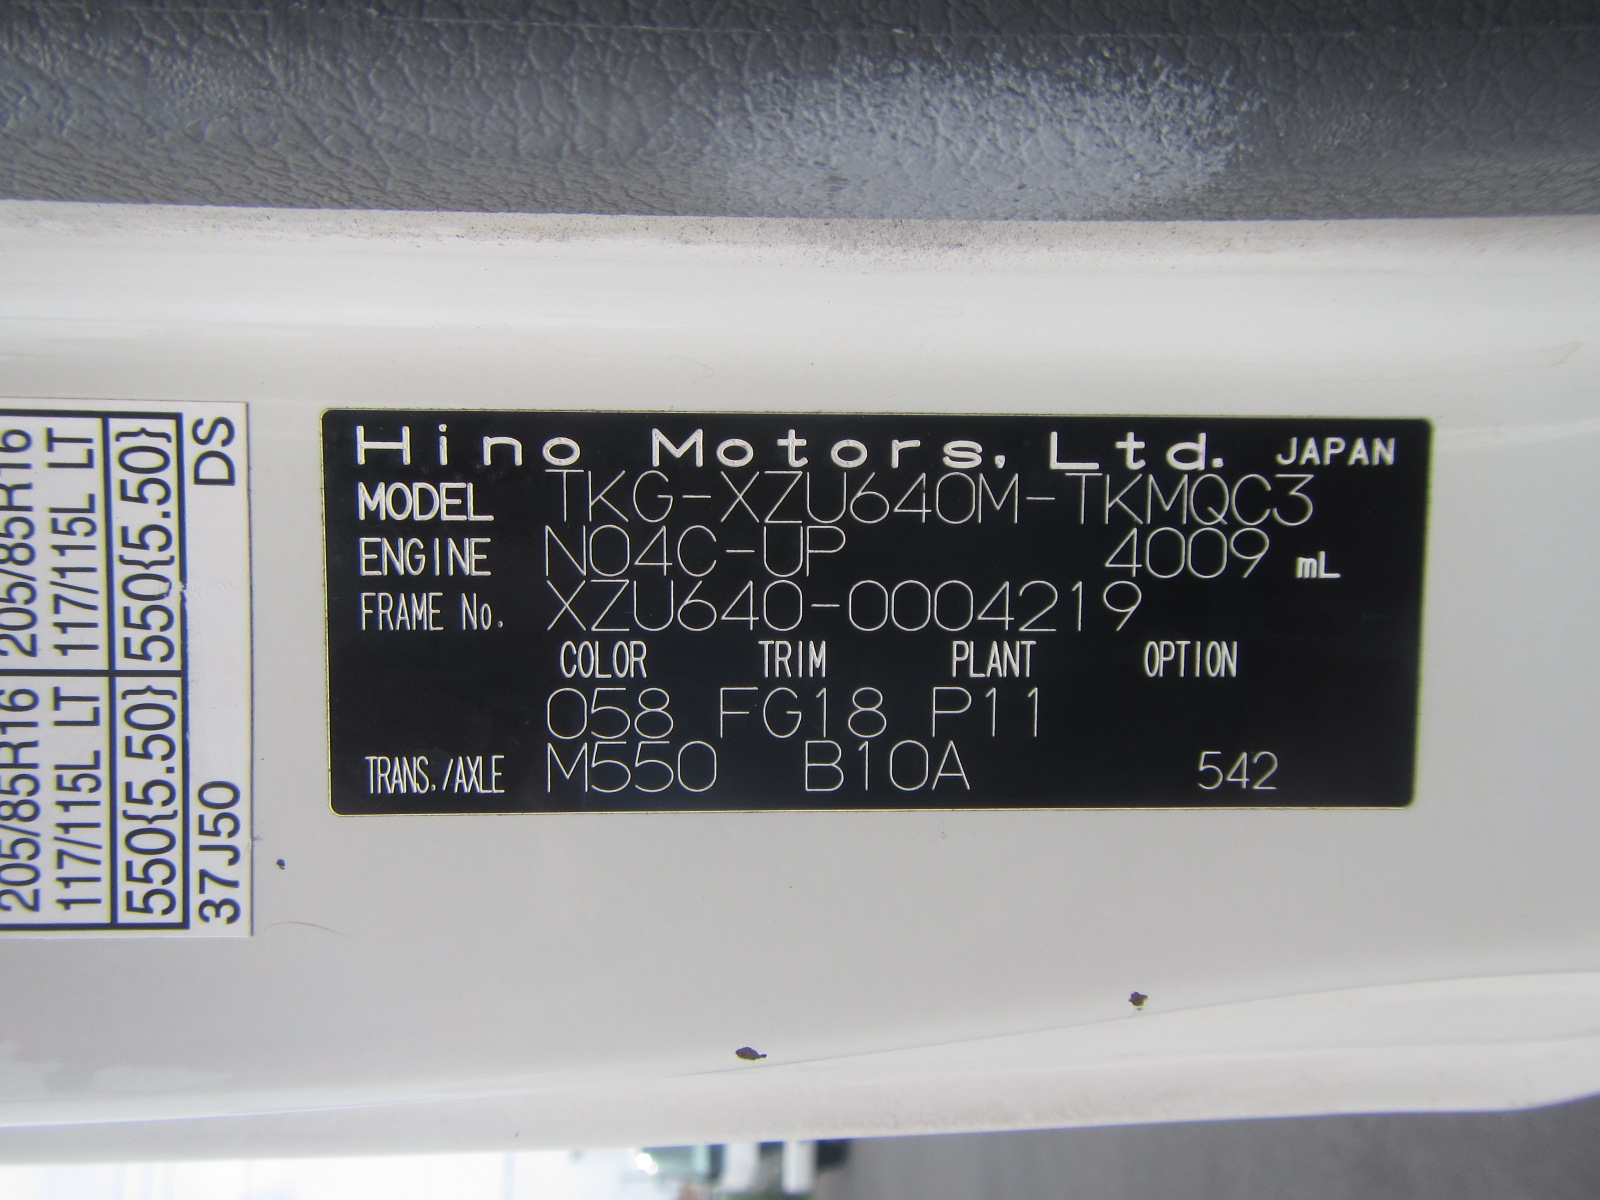 Hino Motors, Ltd. JAPAN
MODEL TKG-XZU640M-TKMQC3
ENGINE N04C-UP 4009 mL
FRAME No. XZU640-0004219
COLOR TRIM PLANT OPTION
058 FG18 P11
TRANS./AXLE M550 B10A 542
205/85R16 205/85R16
117/115L LT 117/115L LT
550{5.50} 550{5.50}
37J50 DS